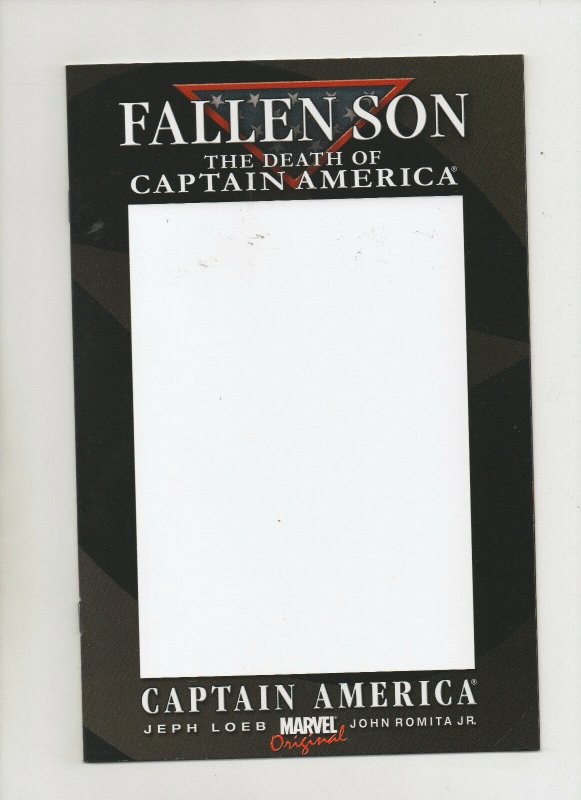 FALLEN SON
THE DEATH OF
CAPTAIN AMERICA®
CAPTAIN AMERICA®
JEPH LOEB MARVEL JOHN ROMITA JR.
Original